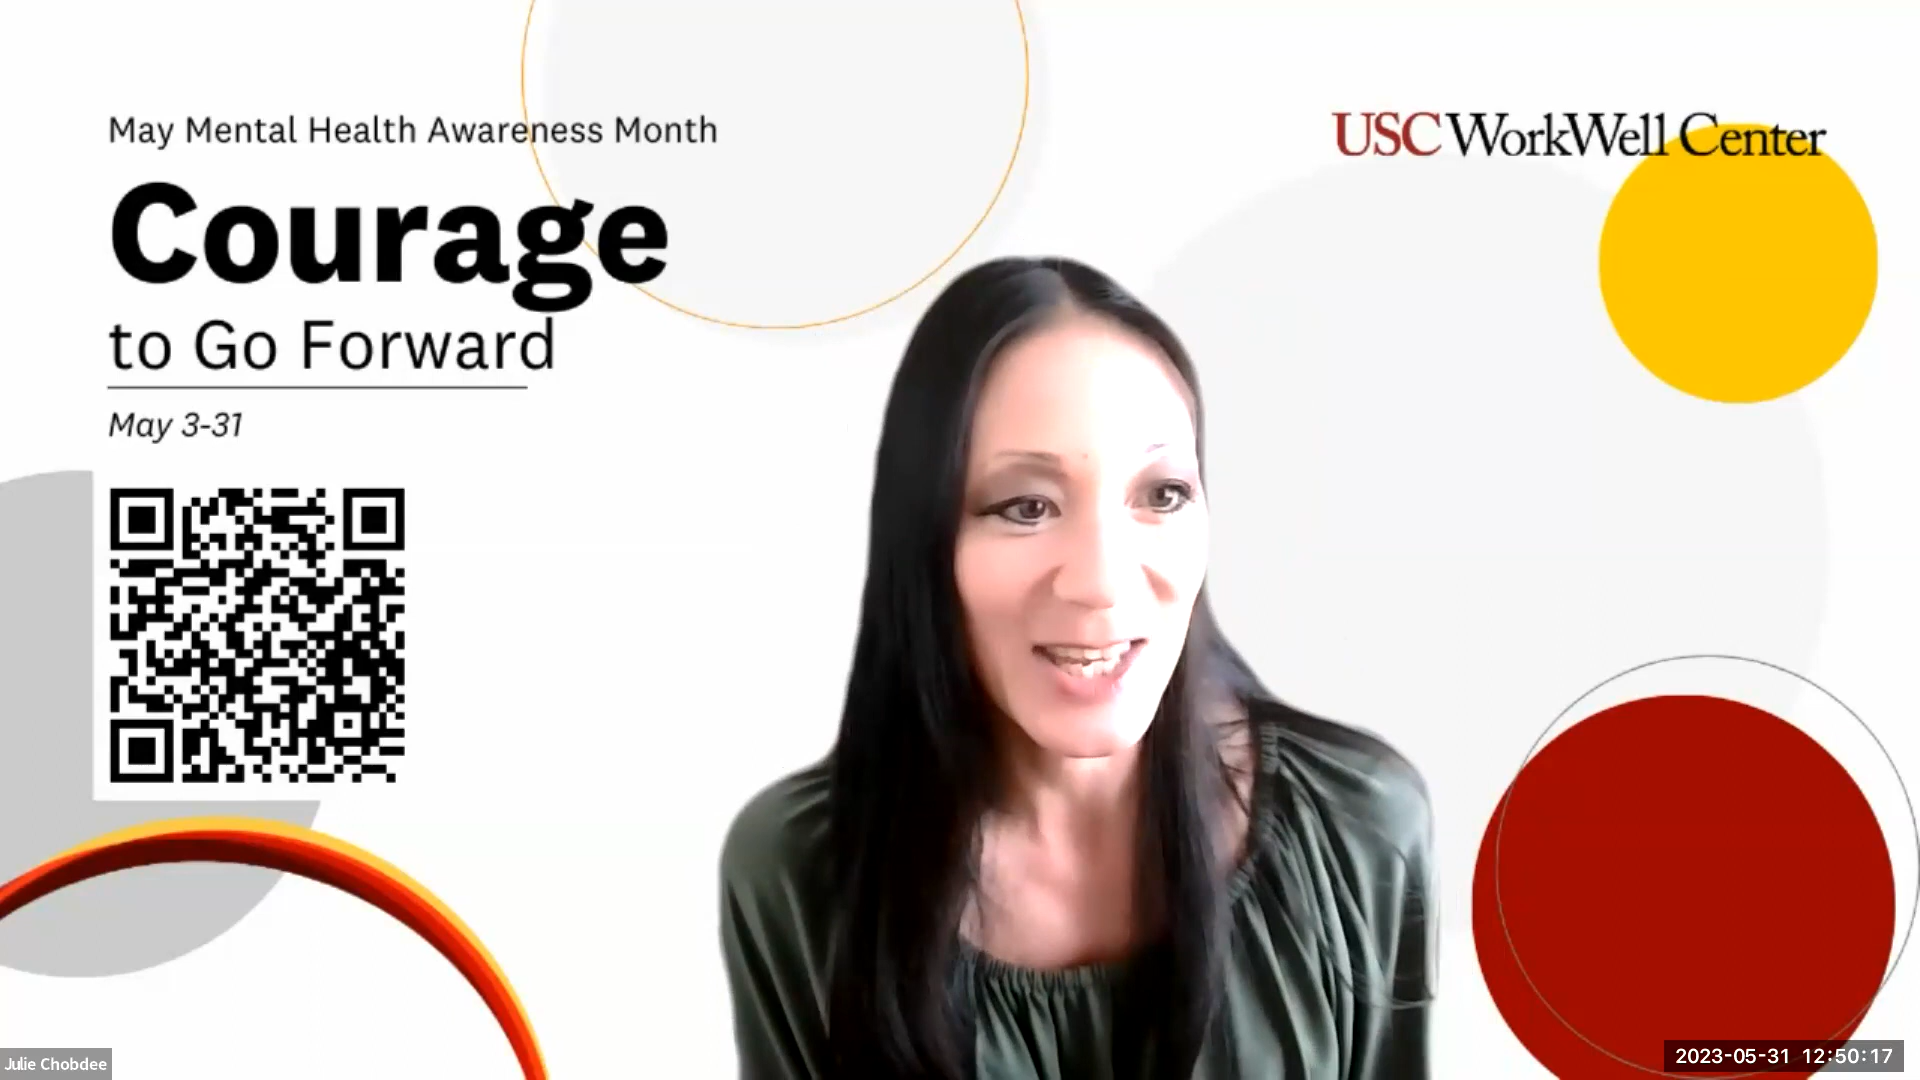 May Mental Health Awareness Month
USC WorkWell Center
Courage
to Go Forward
May 3-31
Julie Chobdee
2023-05-31 12:50:17